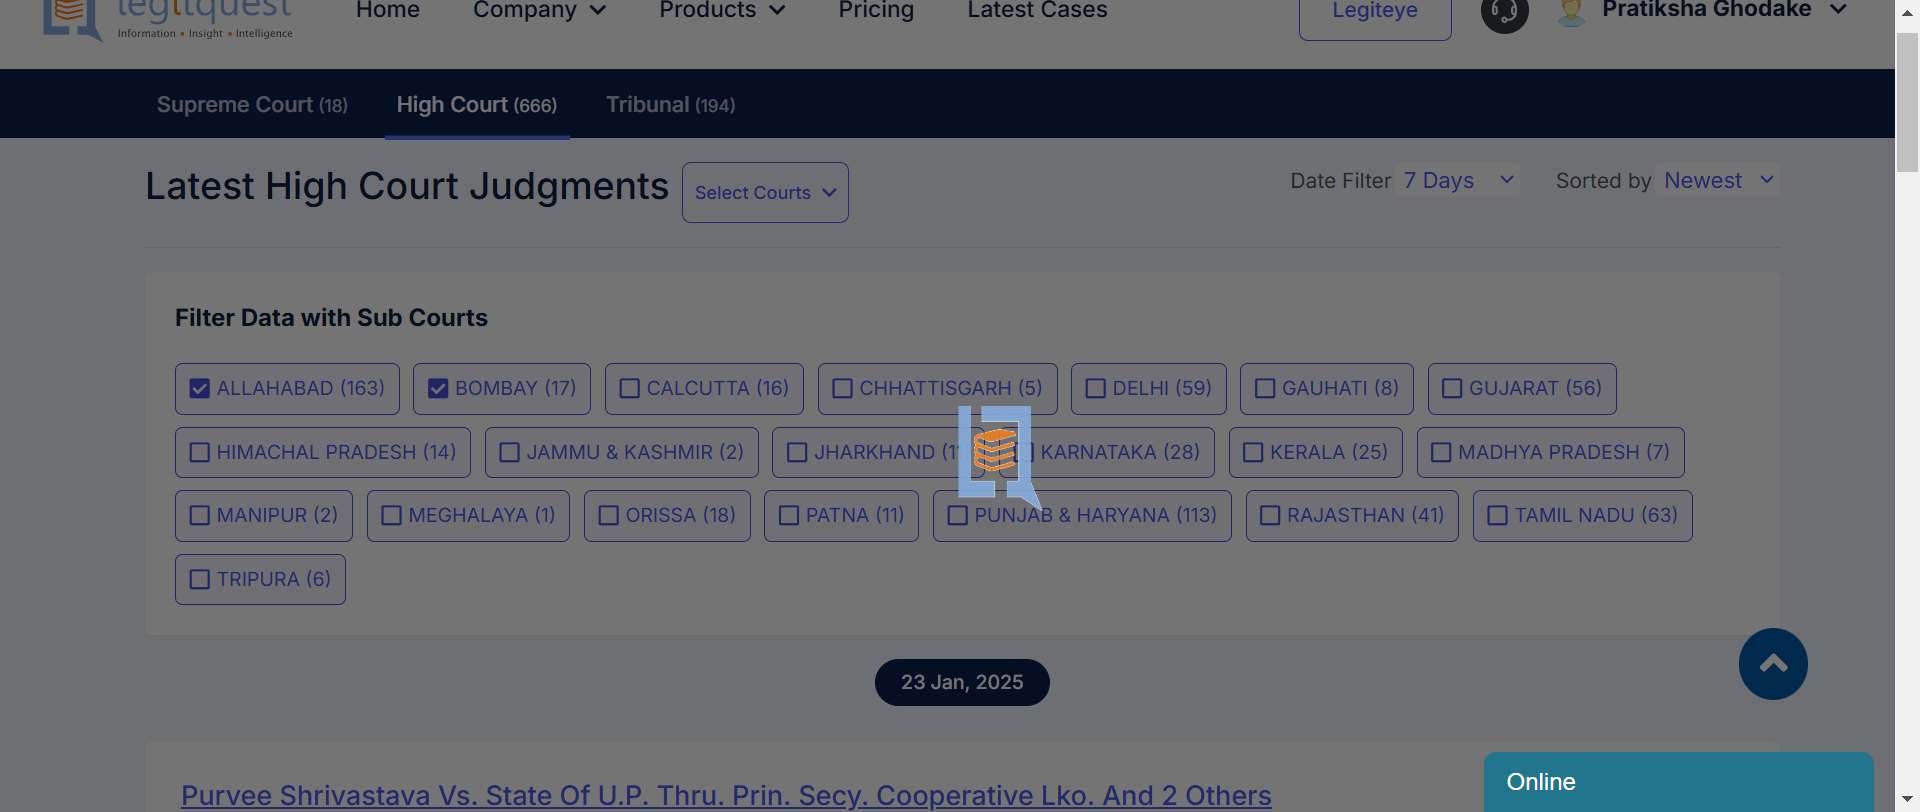 legitquest
Information • Insight • Intelligence
Home
Company
Products
Pricing
Latest Cases
Legiteye
Pratiksha Ghodake
Supreme Court (18)
High Court (666)
Tribunal (194)
Latest High Court Judgments
Select Courts
Date Filter 7 Days
Sorted by Newest
Filter Data with Sub Courts
ALLAHABAD (163)
BOMBAY (17)
CALCUTTA (16)
CHHATTISGARH (5)
DELHI (59)
GAUHATI (8)
GUJARAT (56)
HIMACHAL PRADESH (14)
JAMMU & KASHMIR (2)
JHARKHAND
KARNATAKA (28)
KERALA (25)
MADHYA PRADESH (7)
MANIPUR (2)
MEGHALAYA (1)
ORISSA (18)
PATNA (11)
PUNJAB & HARYANA (113)
RAJASTHAN (41)
TAMIL NADU (63)
TRIPURA (6)
23 Jan, 2025
Purvee Shrivastava Vs. State Of U.P. Thru. Prin. Secy. Cooperative Lko. And 2 Others
Online